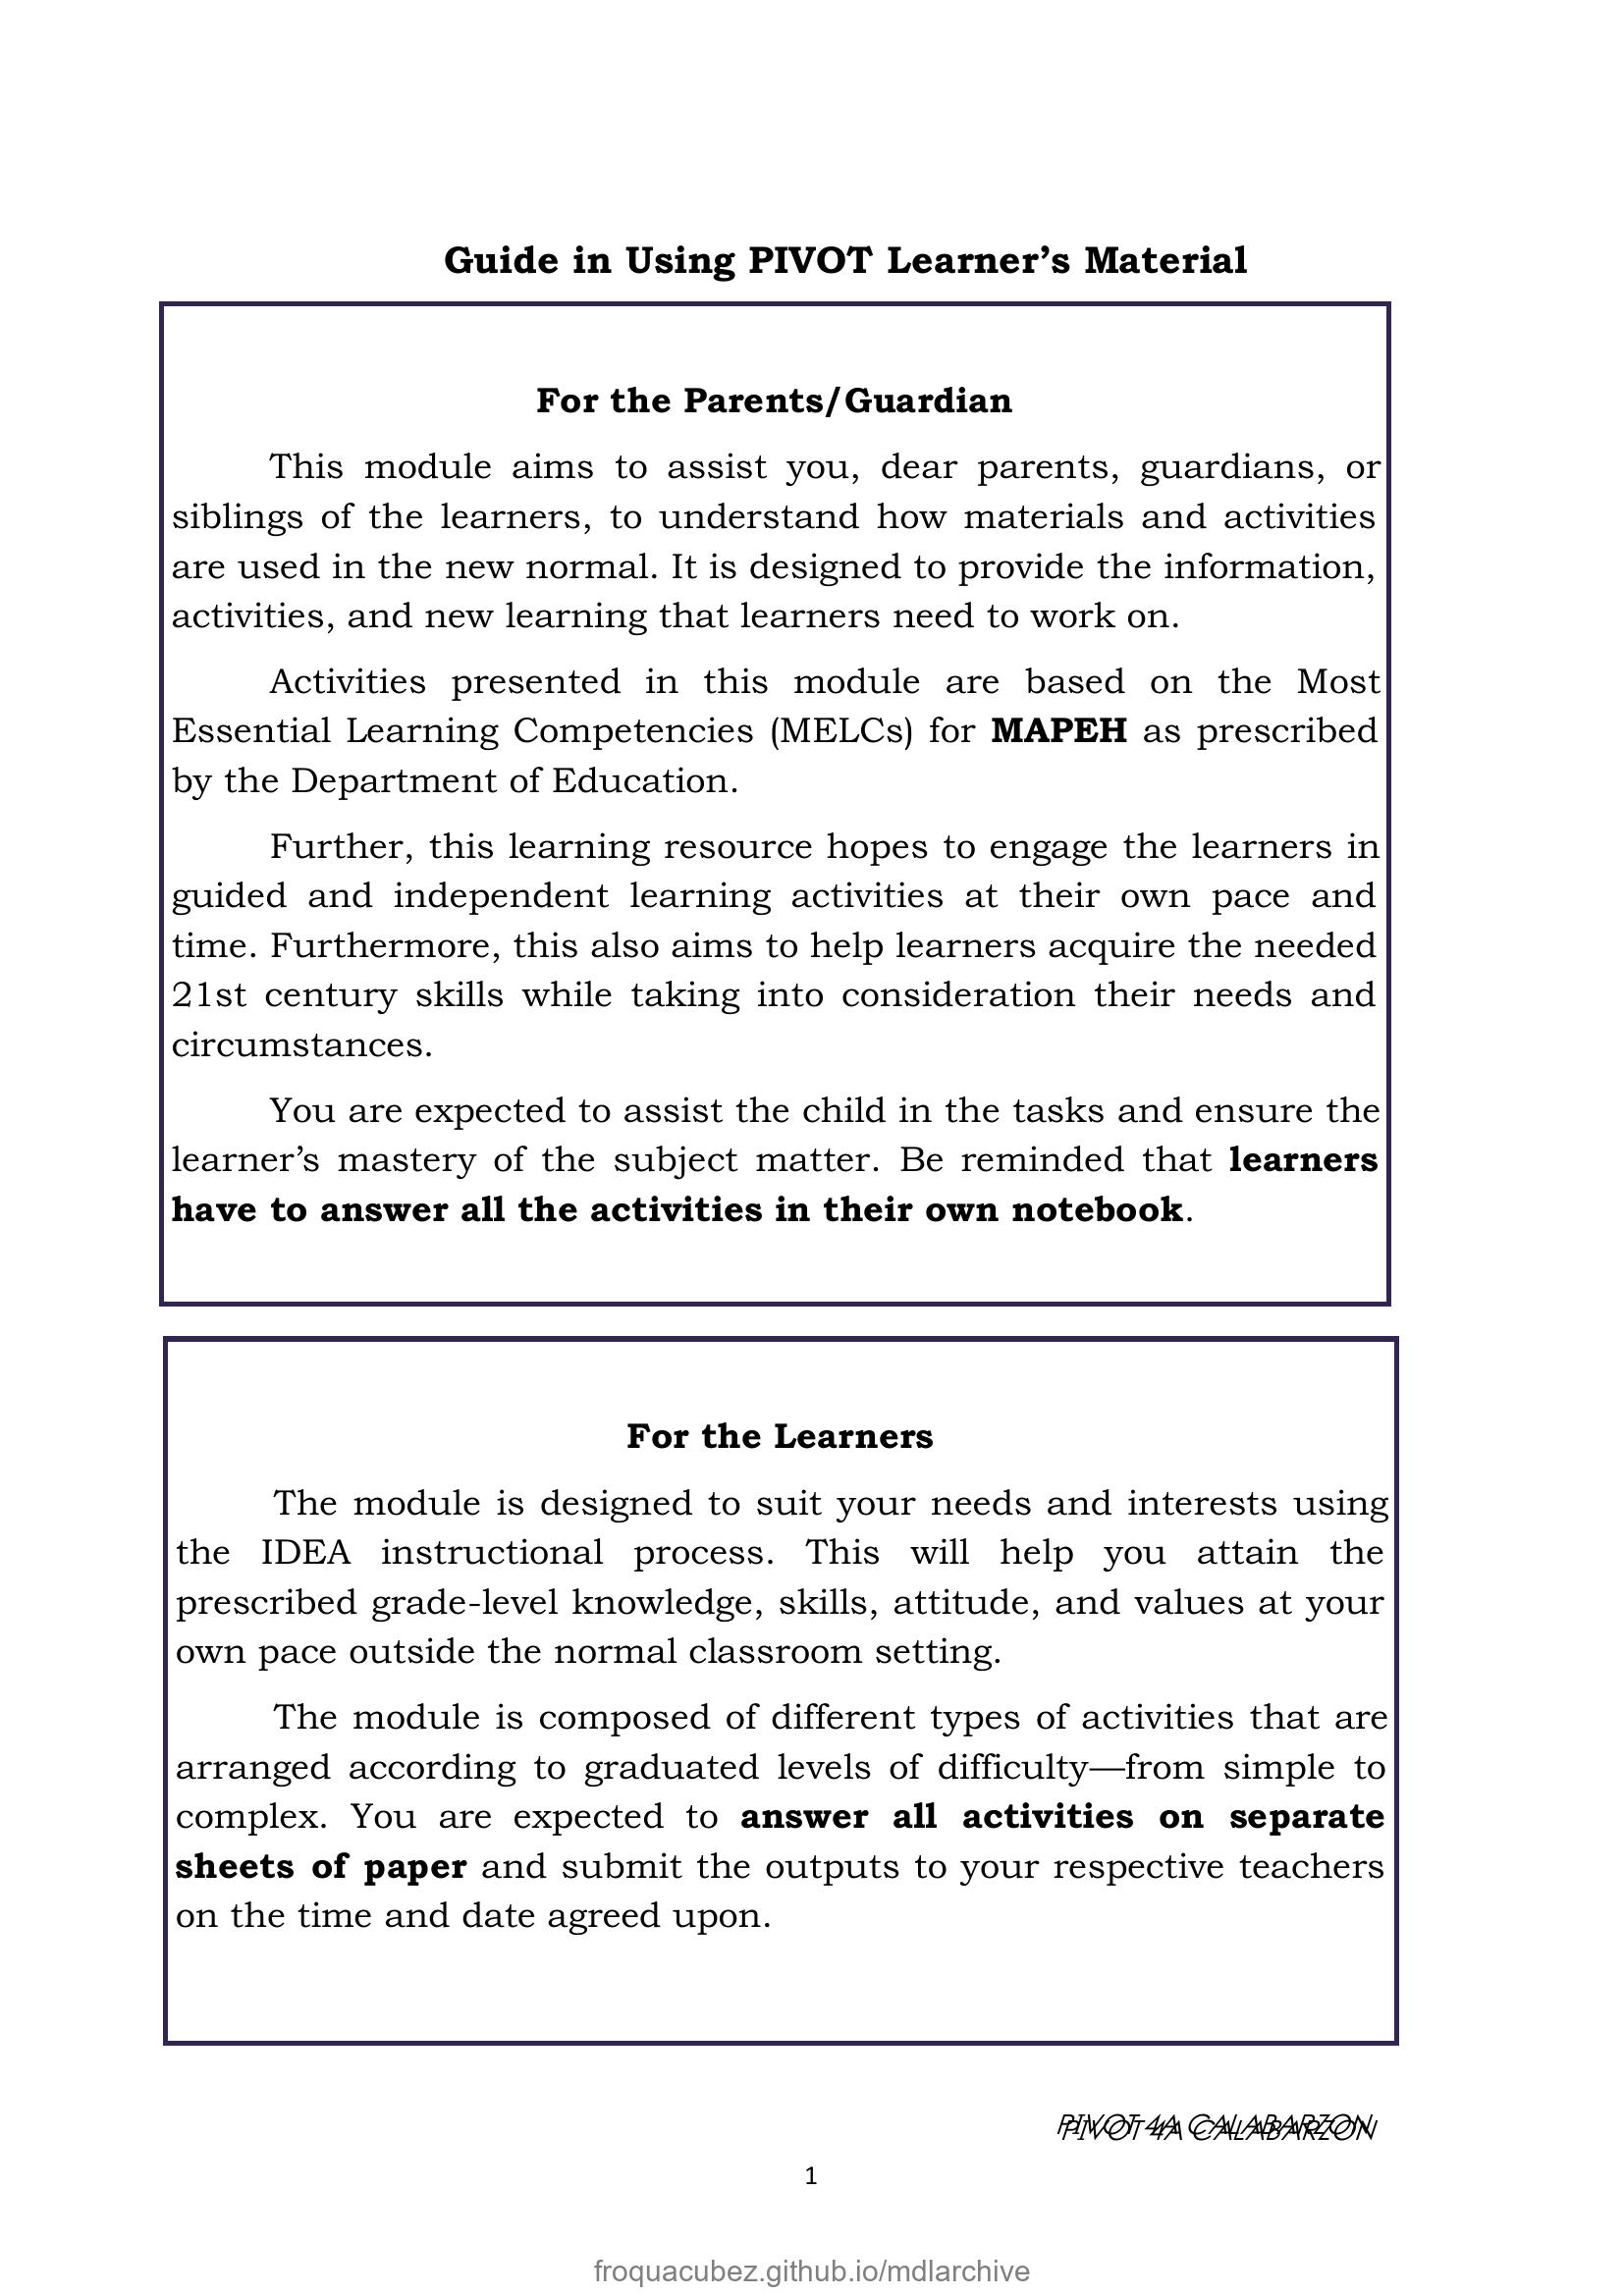 Guide in Using PIVOT Learner’s Material
For the Parents/Guardian
This module aims to assist you, dear parents, guardians, or
siblings of the learners, to understand how materials and activities
are used in the new normal. It is designed to provide the information,
activities, and new learning that learners need to work on.
Activities presented in this module are based on the Most
Essential Learning Competencies (MELCs) for MAPEH as prescribed
by the Department of Education.
Further, this learning resource hopes to engage the learners in
guided and independent learning activities at their own pace and
time. Furthermore, this also aims to help learners acquire the needed
21st century skills while taking into consideration their needs and
circumstances.
You are expected to assist the child in the tasks and ensure the
learner’s mastery of the subject matter. Be reminded that learners
have to answer all the activities in their own notebook.
For the Learners
The module is designed to suit your needs and interests using
the IDEA instructional process. This will help you attain the
prescribed grade-level knowledge, skills, attitude, and values at your
own pace outside the normal classroom setting.
The module is composed of different types of activities that are
arranged according to graduated levels of difficulty—from simple to
complex. You are expected to answer all activities on separate
sheets of paper and submit the outputs to your respective teachers
on the time and date agreed upon.
PIVOT 4A CALABARZON
PIVOT 4A CALABARZON
1
froquacubez.github.io/mdlarchive